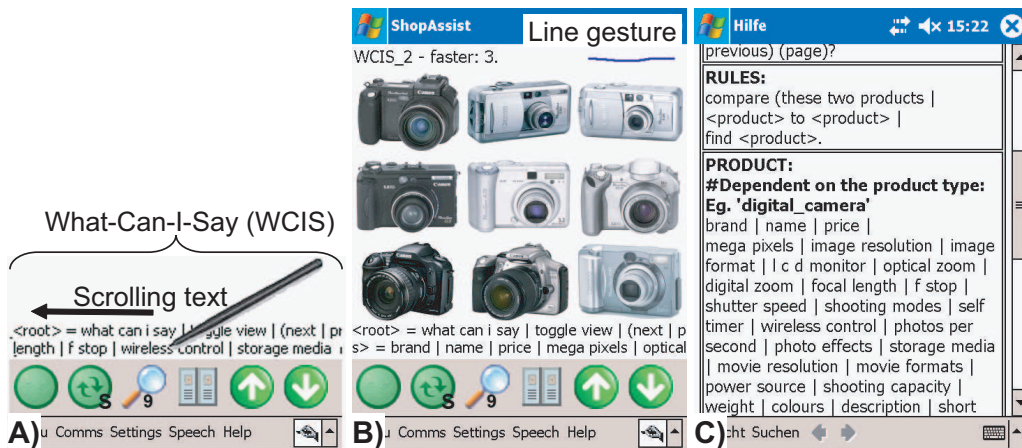 What-Can-I-Say (WCIS)
Scrolling text
<root> = what can i say | toggle view | (next | pr
length | f stop | wireless control | storage media
S
9
A)
u Comms Settings Speech Help
ShopAssist
Line gesture
WCIS_2 - faster: 3.
<root> = what can i say | toggle view | (next | p
s> = brand | name | price | mega pixels | optical
S
9
B)
u Comms Settings Speech Help
Hilfe
15:22
previous) (page)?
RULES:
compare (these two products |
<product> to <product> |
find <product>.
PRODUCT:
#Dependent on the product type:
Eg. 'digital_camera'
brand | name | price |
mega pixels | image resolution | image
format | l c d monitor | optical zoom |
digital zoom | focal length | f stop |
shutter speed | shooting modes | self
timer | wireless control | photos per
second | photo effects | storage media
| movie resolution | movie formats |
power source | shooting capacity |
weight | colours | description | short
C)
cht Suchen